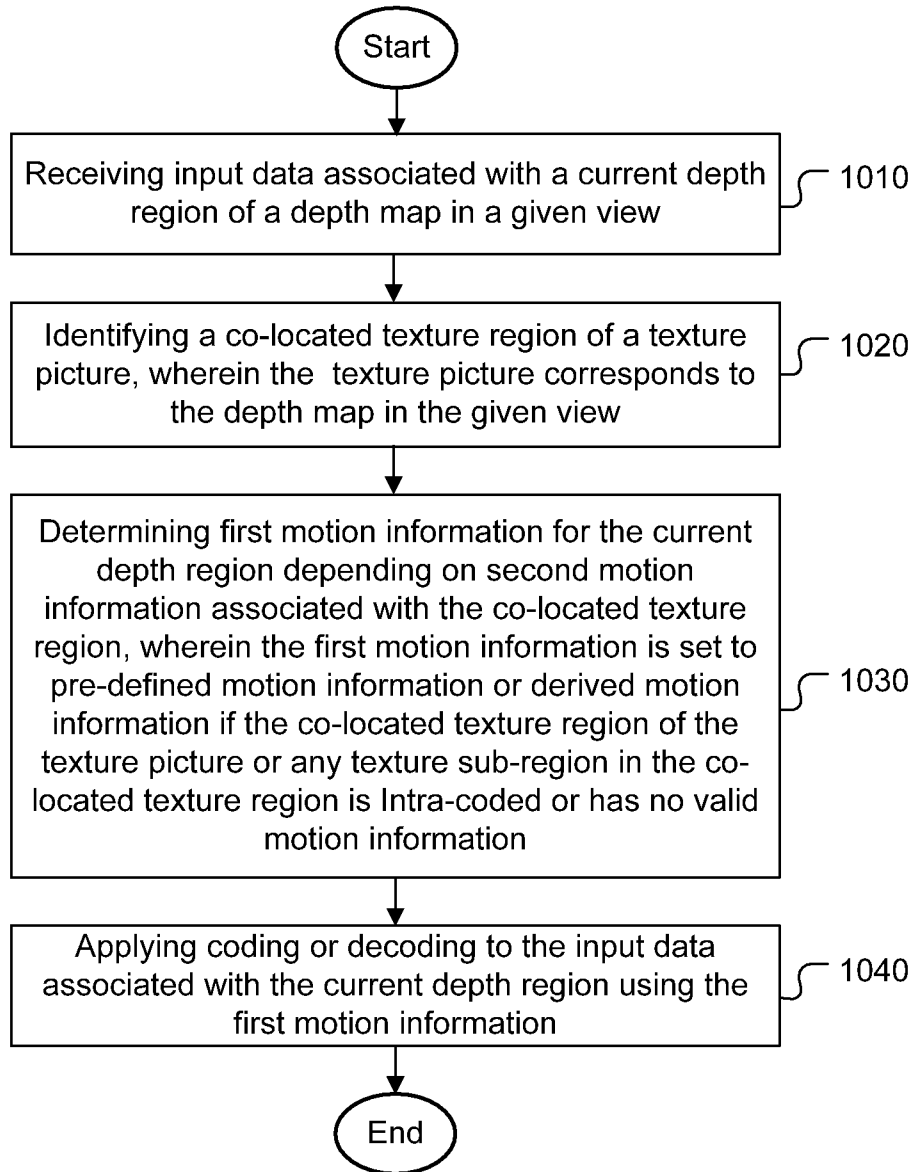 Start
Receiving input data associated with a current depth
region of a depth map in a given view
1010
Identifying a co-located texture region of a texture
picture, wherein the texture picture corresponds to
the depth map in the given view
1020
Determining first motion information for the current
depth region depending on second motion
information associated with the co-located texture
region, wherein the first motion information is set to
pre-defined motion information or derived motion
information if the co-located texture region of the
texture picture or any texture sub-region in the co-
located texture region is Intra-coded or has no valid
motion information
1030
Applying coding or decoding to the input data
associated with the current depth region using the
first motion information
1040
End